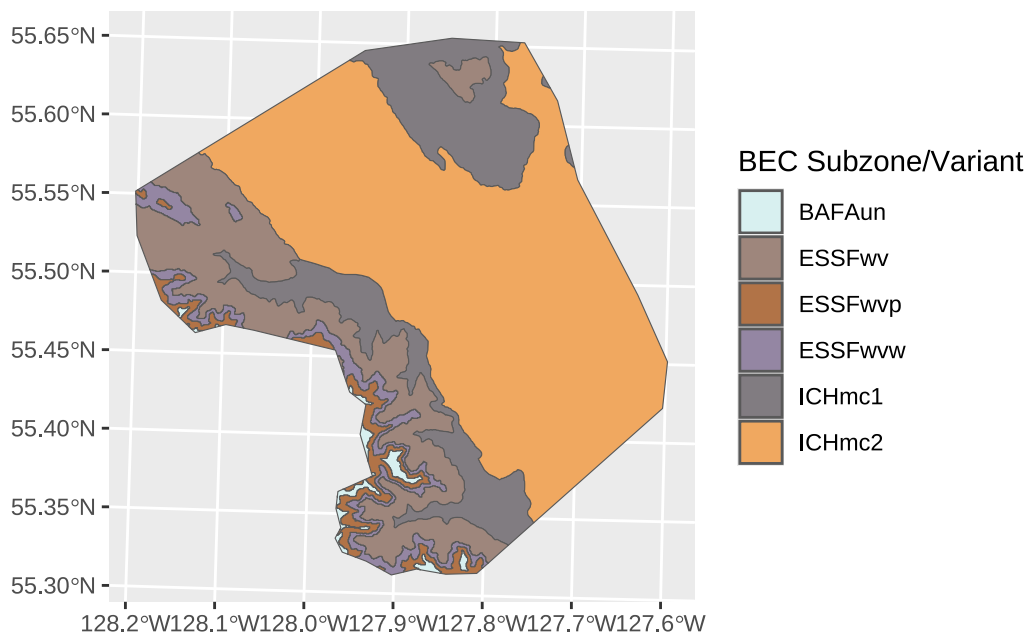 55.65°N
55.60°N
55.55°N
55.50°N
55.45°N
55.40°N
55.35°N
55.30°N
128.2°W128.1°W128.0°W127.9°W127.8°W127.7°W127.6°W
BEC Subzone/Variant
BAFAun
ESSFwv
ESSFwvp
ESSFwvw
ICHmc1
ICHmc2